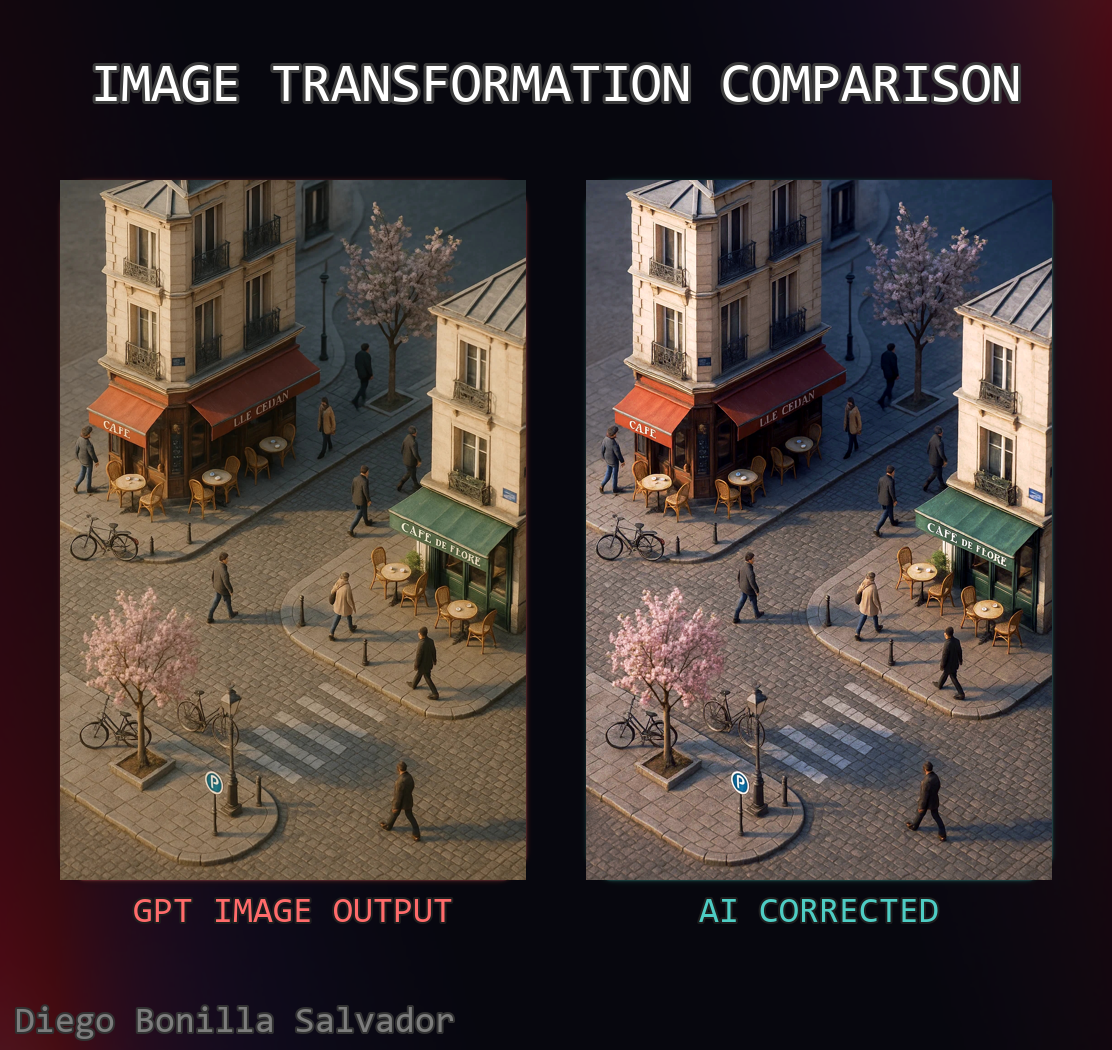 IMAGE TRANSFORMATION COMPARISON
CAFE
LLE CEDAN
CAFE DE FLORE
P
CAFE
LLE CEDAN
CAFE DE FLORE
P
GPT IMAGE OUTPUT
AI CORRECTED
Diego Bonilla Salvador